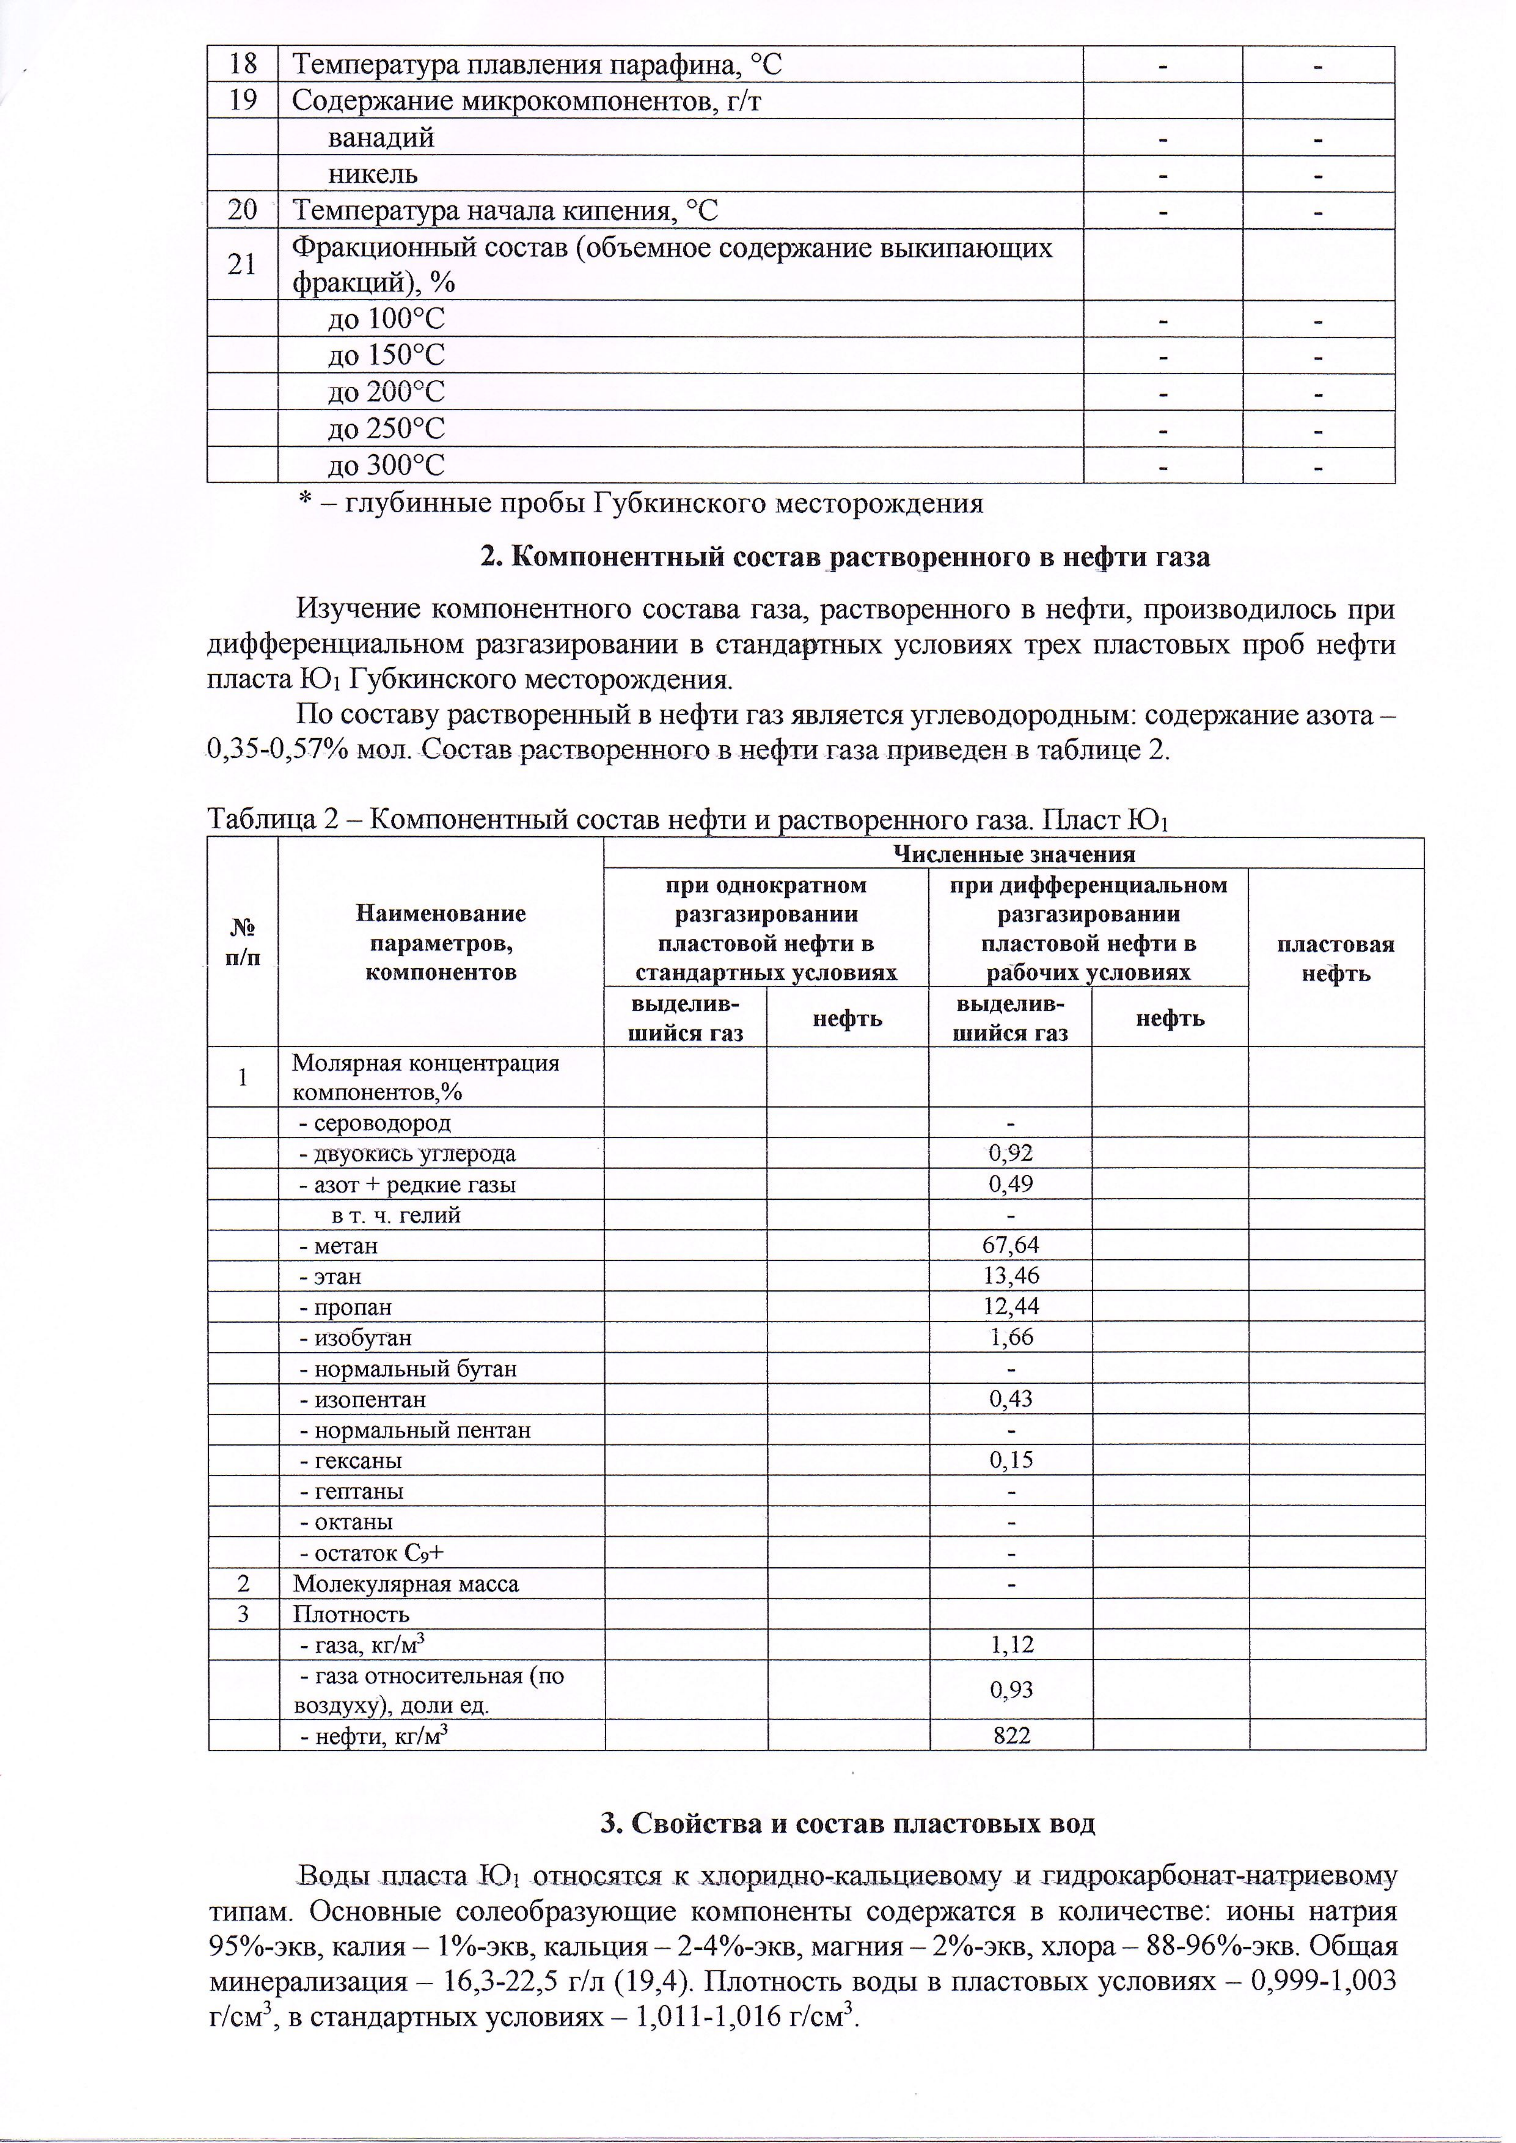 18 Температура плавления парафина, °С - -
19 Содержание микрокомпонентов, г/т
ванадий - -
никель - -
20 Температура начала кипения, °С - -
21 Фракционный состав (объемное содержание выкипающих
фракций), %
до 100°С - -
до 150°С - -
до 200°С - -
до 250°С - -
до 300°С - -
* – глубинные пробы Губкинского месторождения
2. Компонентный состав растворенного в нефти газа
Изучение компонентного состава газа, растворенного в нефти, производилось при
дифференциальном разгазировании в стандартных условиях трех пластовых проб нефти
пласта Ю₁ Губкинского месторождения.
По составу растворенный в нефти газ является углеводородным: содержание азота –
0,35-0,57% мол. Состав растворенного в нефти газа приведен в таблице 2.
Таблица 2 – Компонентный состав нефти и растворенного газа. Пласт Ю₁
№
п/п
Наименование
параметров,
компонентов
Численные значения
при однократном
разгазировании
пластовой нефти в
стандартных условиях
при дифференциальном
разгазировании
пластовой нефти в
рабочих условиях
пластовая
нефть
выделив-
шийся газ
нефть
выделив-
шийся газ
нефть
1 Молярная концентрация
компонентов,%
- сероводород -
- двуокись углерода 0,92
- азот + редкие газы 0,49
в т. ч. гелий -
- метан 67,64
- этан 13,46
- пропан 12,44
- изобутан 1,66
- нормальный бутан -
- изопентан 0,43
- нормальный пентан -
- гексаны 0,15
- гептаны -
- октаны -
- остаток С₉+ -
2 Молекулярная масса -
3 Плотность
- газа, кг/м³ 1,12
- газа относительная (по
воздуху), доли ед. 0,93
- нефти, кг/м³ 822
3. Свойства и состав пластовых вод
Воды пласта Ю₁ относятся к хлоридно-кальциевому и гидрокарбонат-натриевому
типам. Основные солеобразующие компоненты содержатся в количестве: ионы натрия
95%-экв, калия – 1%-экв, кальция – 2-4%-экв, магния – 2%-экв, хлора – 88-96%-экв. Общая
минерализация – 16,3-22,5 г/л (19,4). Плотность воды в пластовых условиях – 0,999-1,003
г/см³, в стандартных условиях – 1,011-1,016 г/см³.